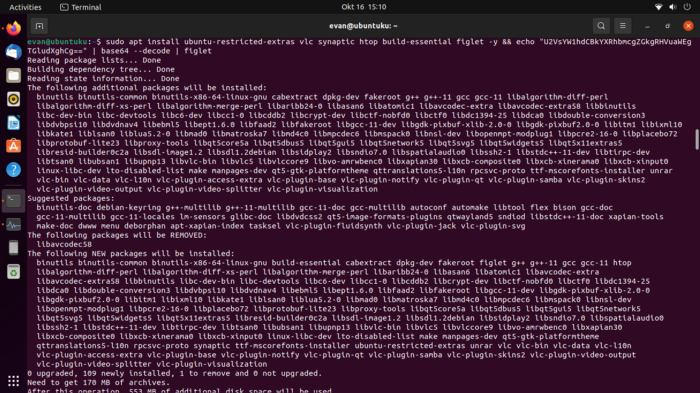 Activities
Terminal
Okt 16 15:10
evan@ubuntuku: ~
evan@ubuntuku:~$ sudo apt install ubuntu-restricted-extras vlc synaptic htop build-essential figlet -y && echo
Reading package lists... Done
Building dependency tree... Done
Reading state information... Done
The following additional packages will be installed:
binutils binutils-common binutils-x86-64-linux-gnu cabextract dpkg-dev fakeroot g++ g++-11 gcc gcc-11 libalgorithm-diff-perl
libalgorithm-diff-xs-perl libalgorithm-merge-perl libaribb24-0 libasan6 libatomic1 libavcodec-extra libavcodec-extra58 libbinutils
libc-dev-bin libc-devtools libc6-dev libcc1-0 libcddb2 libcrypt-dev libctf-nobfd0 libctf0 libdc1394-25 libdca0 libdouble-conversion3
libdvbpsi10 libdvdnav4 libebml5 libept1.6.0 libfaad2 libfakeroot libgcc-11-dev libgdk-pixbuf-xlib-2.0-0 libgdk-pixbuf2.0-0 libitm1 libixml10
libkate1 liblsan0 liblua5.2-0 libmad0 libmatroska7 libmd4c0 libmpcdec6 libmspack0 libnsl-dev libopenmpt-modplug1 libpcre2-16-0 libplacebo72
libprotobuf-lite23 libproxy-tools libqt5core5a libqt5dbus5 libqt5gui5 libqt5network5 libqt5svg5 libqt5widgets5 libqt5x11extras5
libresid-builder0c2a libsdl-image1.2 libsdl1.2debian libsidplay2 libsndio7.0 libspatialaudio0 libssh2-1 libstdc++-11-dev libtirpc-dev
libtsan0 libubsan1 libupnp13 libvlc-bin libvlc5 libvlccore9 libvo-amrwbenc0 libxapian30 libxcb-composite0 libxcb-xinerama0 libxcb-xinput0
linux-libc-dev lto-disabled-list make manpages-dev qt5-gtk-platformtheme qttranslations5-l10n rpcsvc-proto ttf-mscorefonts-installer unrar
vlc-bin vlc-data vlc-l10n vlc-plugin-access-extra vlc-plugin-base vlc-plugin-notify vlc-plugin-qt vlc-plugin-samba vlc-plugin-skins2
vlc-plugin-video-output vlc-plugin-video-splitter vlc-plugin-visualization
Suggested packages:
binutils-doc debian-keyring g++-multilib g++-11-multilib gcc-11-doc gcc-multilib autoconf automake libtool flex bison gcc-doc
gcc-11-multilib gcc-11-locales lm-sensors glibc-doc libdvdcss2 qt5-image-formats-plugins qtwayland5 sndiod libstdc++-11-doc xapian-tools
make-doc dwww menu deborphan apt-xapian-index tasksel vlc-plugin-fluidsynth vlc-plugin-jack vlc-plugin-svg
The following packages will be REMOVED:
libavcodec58
The following NEW packages will be installed:
binutils binutils-common binutils-x86-64-linux-gnu build-essential cabextract dpkg-dev fakeroot figlet g++ g++-11 gcc gcc-11 htop
libalgorithm-diff-perl libalgorithm-diff-xs-perl libalgorithm-merge-perl libaribb24-0 libasan6 libatomic1 libavcodec-extra
libavcodec-extra58 libbinutils libc-dev-bin libc-devtools libc6-dev libcc1-0 libcddb2 libcrypt-dev libctf-nobfd0 libctf0 libdc1394-25
libdca0 libdouble-conversion3 libdvbpsi10 libdvdnav4 libebml5 libept1.6.0 libfaad2 libfakeroot libgcc-11-dev libgdk-pixbuf-xlib-2.0-0
libgdk-pixbuf2.0-0 libitm1 libixml10 libkate1 liblsan0 liblua5.2-0 libmad0 libmatroska7 libmd4c0 libmpcdec6 libmspack0 libnsl-dev
libopenmpt-modplug1 libpcre2-16-0 libplacebo72 libprotobuf-lite23 libproxy-tools libqt5core5a libqt5dbus5 libqt5gui5 libqt5network5
libqt5svg5 libqt5widgets5 libqt5x11extras5 libresid-builder0c2a libsdl-image1.2 libsdl1.2debian libsidplay2 libsndio7.0 libspatialaudio0
libssh2-1 libstdc++-11-dev libtirpc-dev libtsan0 libubsan1 libupnp13 libvlc-bin libvlc5 libvlccore9 libvo-amrwbenc0 libxapian30
libxcb-composite0 libxcb-xinerama0 libxcb-xinput0 linux-libc-dev lto-disabled-list make manpages-dev qt5-gtk-platformtheme
qttranslations5-l10n rpcsvc-proto synaptic ttf-mscorefonts-installer ubuntu-restricted-extras unrar vlc vlc-bin vlc-data vlc-l10n
vlc-plugin-access-extra vlc-plugin-base vlc-plugin-notify vlc-plugin-qt vlc-plugin-samba vlc-plugin-skins2 vlc-plugin-video-output
vlc-plugin-video-splitter vlc-plugin-visualization
0 upgraded, 109 newly installed, 1 to remove and 0 not upgraded.
Need to get 170 MB of archives.
After this operation, 553 MB of additional disk space will be used.